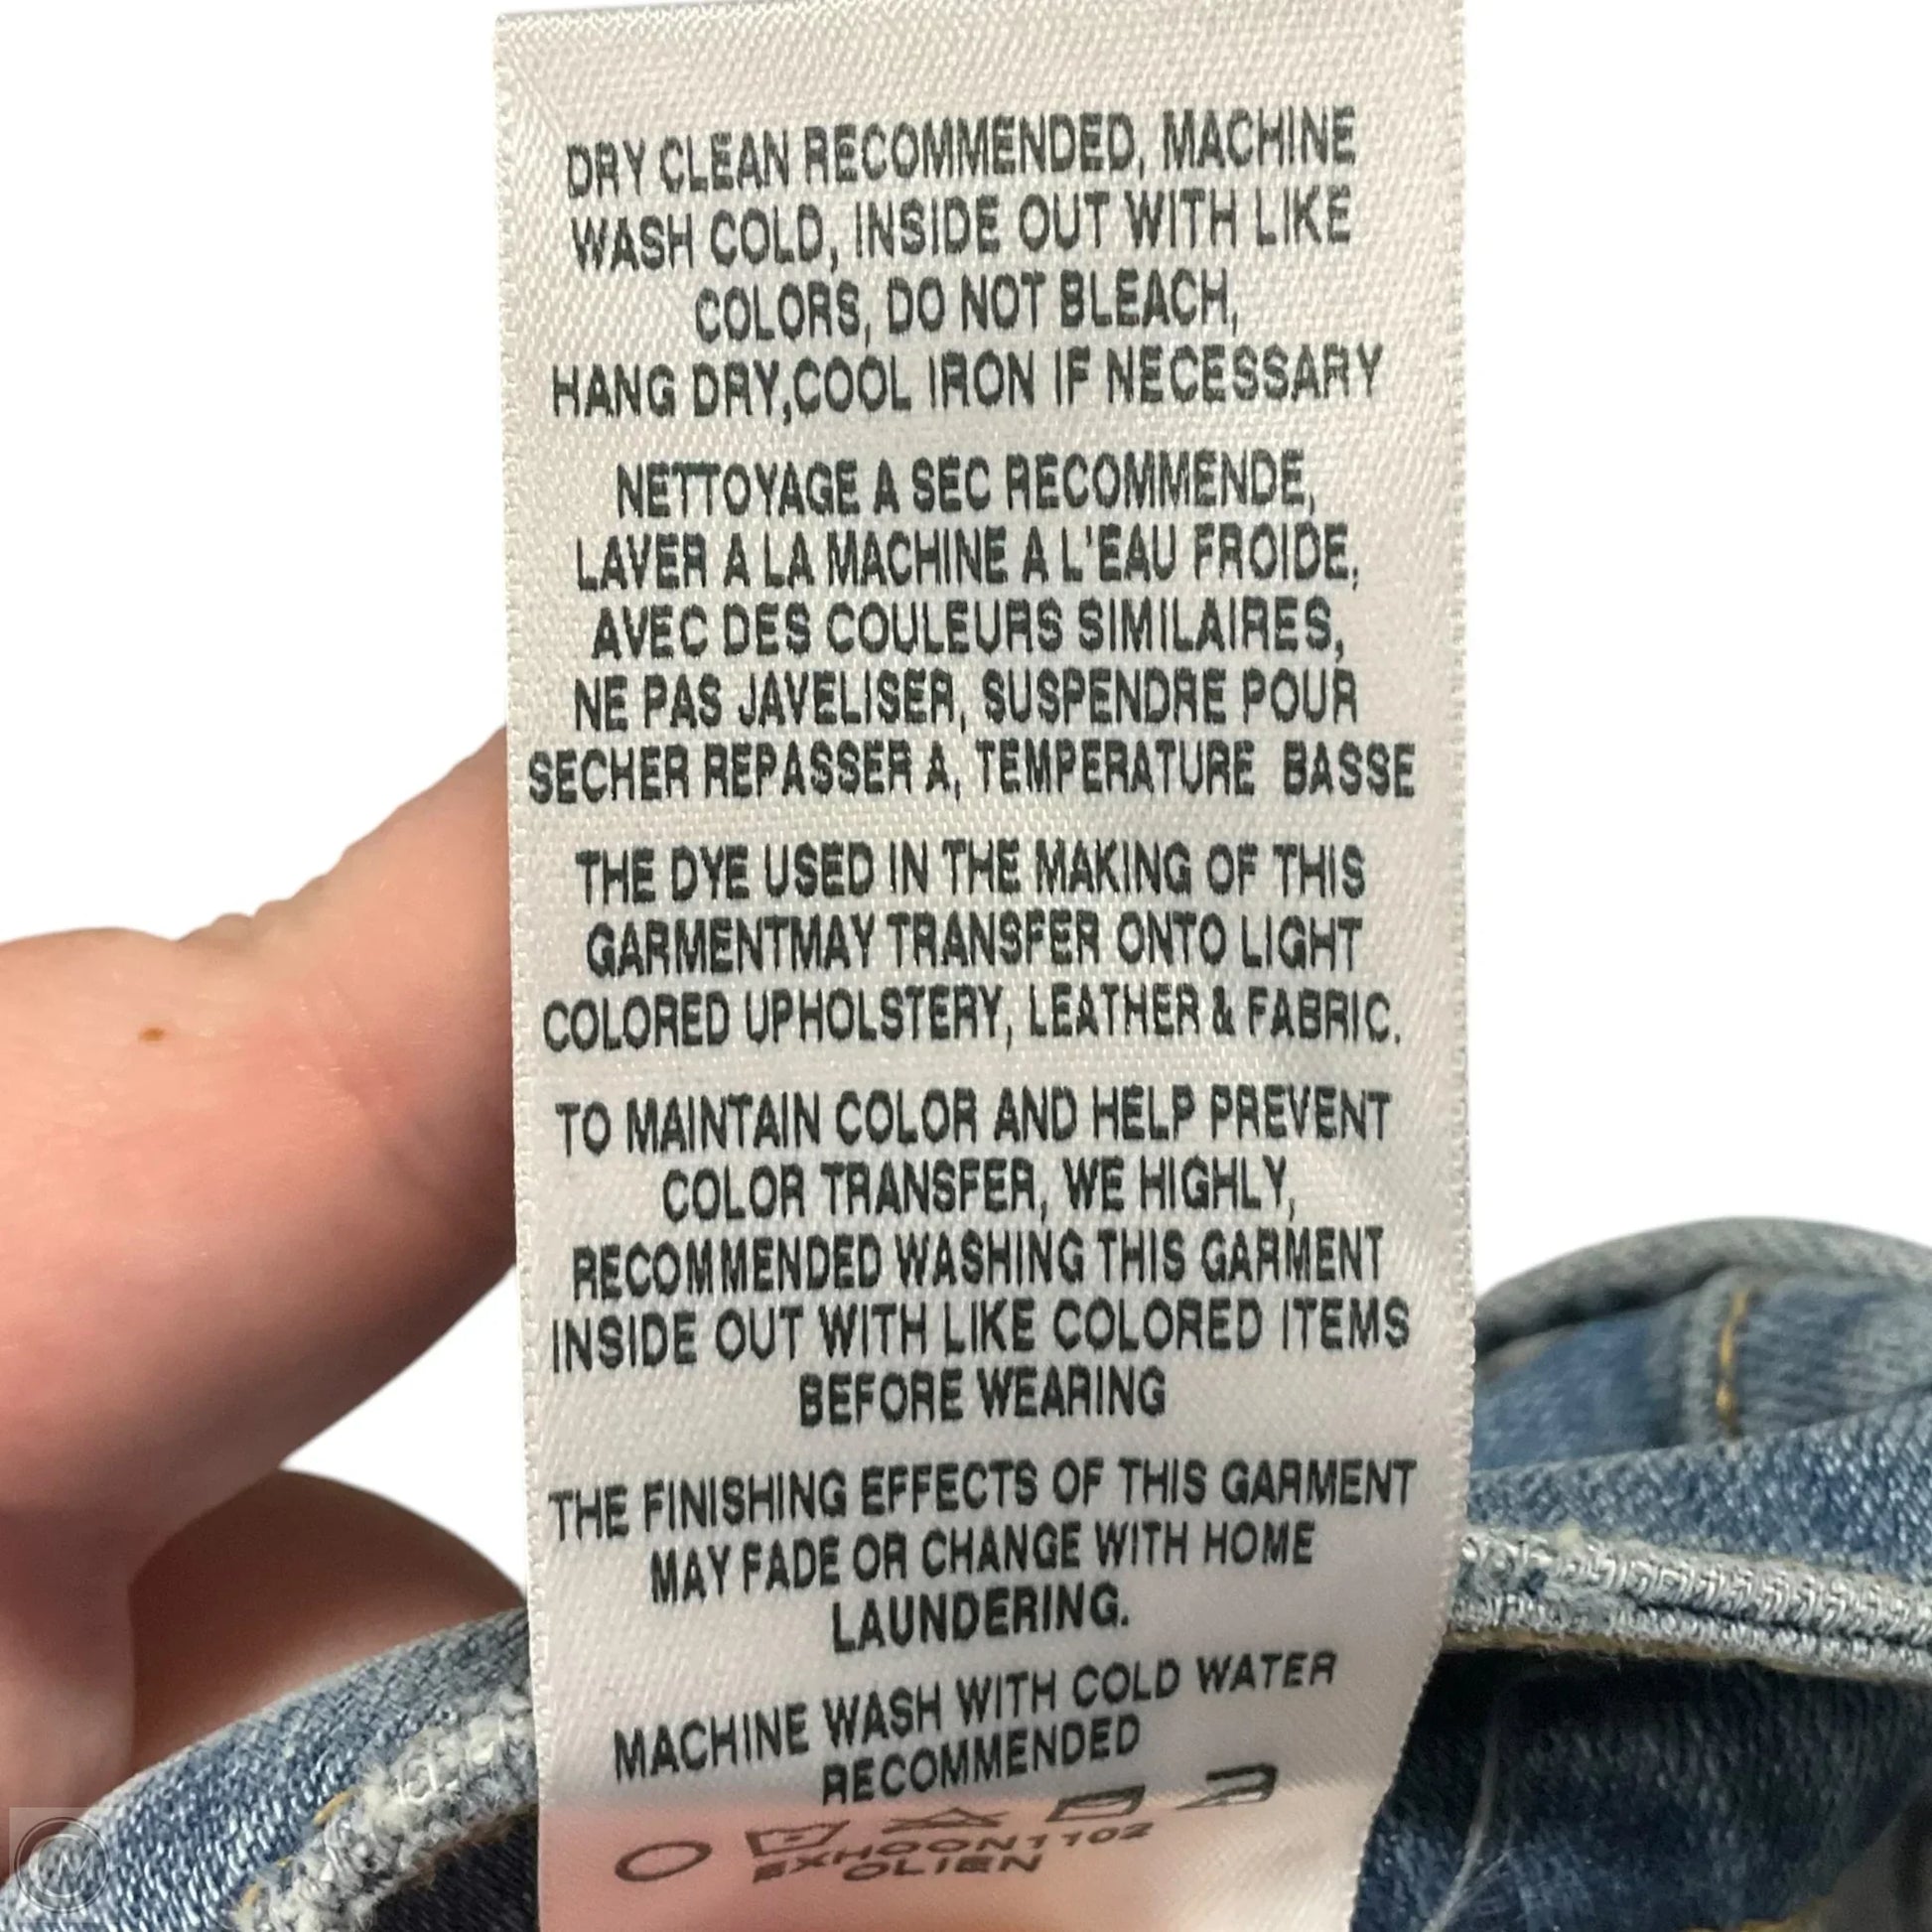 DRY CLEAN RECOMMENDED, MACHINE
WASH COLD, INSIDE OUT WITH LIKE
COLORS, DO NOT BLEACH,
HANG DRY,COOL IRON IF NECESSARY
NETTOYAGE A SEC RECOMMENDE,
LAVER A LA MACHINE A L'EAU FROIDE,
AVEC DES COULEURS SIMILAIRES,
NE PAS JAVELISER, SUSPENDRE POUR
SECHER REPASSER A, TEMPERATURE BASSE
THE DYE USED IN THE MAKING OF THIS
GARMENTMAY TRANSFER ONTO LIGHT
COLORED UPHOLSTERY, LEATHER & FABRIC.
TO MAINTAIN COLOR AND HELP PREVENT
COLOR TRANSFER, WE HIGHLY,
RECOMMENDED WASHING THIS GARMENT
INSIDE OUT WITH LIKE COLORED ITEMS
BEFORE WEARING
THE FINISHING EFFECTS OF THIS GARMENT
MAY FADE OR CHANGE WITH HOME
LAUNDERING.
MACHINE WASH WITH COLD WATER
RECOMMENDED
OLIEN